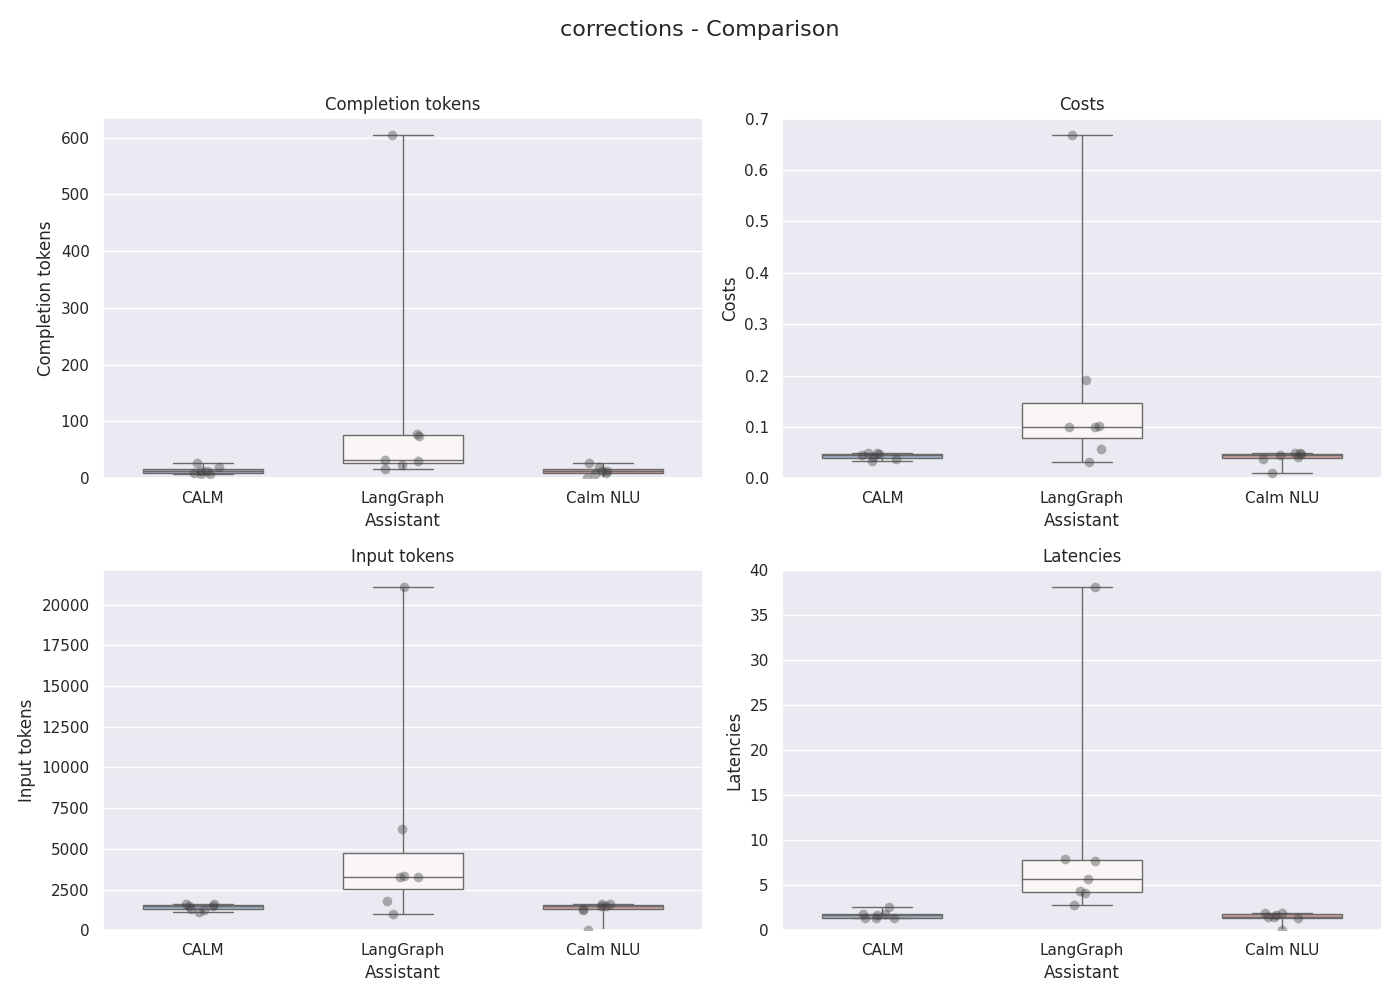 corrections - Comparison
Completion tokens
Completion tokens
600
500
400
300
200
100
0
CALM
LangGraph
Calm NLU
Assistant
Costs
Costs
0.7
0.6
0.5
0.4
0.3
0.2
0.1
0.0
CALM
LangGraph
Calm NLU
Assistant
Input tokens
Input tokens
20000
17500
15000
12500
10000
7500
5000
2500
0
CALM
LangGraph
Calm NLU
Assistant
Latencies
Latencies
40
35
30
25
20
15
10
5
0
CALM
LangGraph
Calm NLU
Assistant